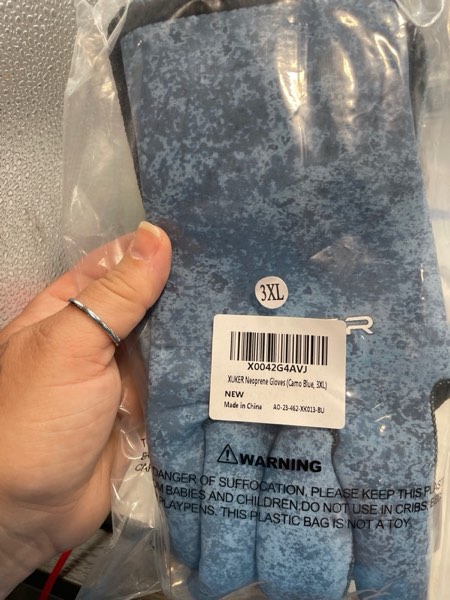 3XL
R
X0042G4AVJ
XUKER Neoprene Gloves (Camo Blue, 3XL)
NEW
Made in China AO-23-462-XK013-BU
⚠WARNING
DANGER OF SUFFOCATION, PLEASE KEEP THIS PLAS
M BABIES AND CHILDREN,DO NOT USE IN CRIBS,
PLAYPENS. THIS PLASTIC BAG IS NOT A TOY.